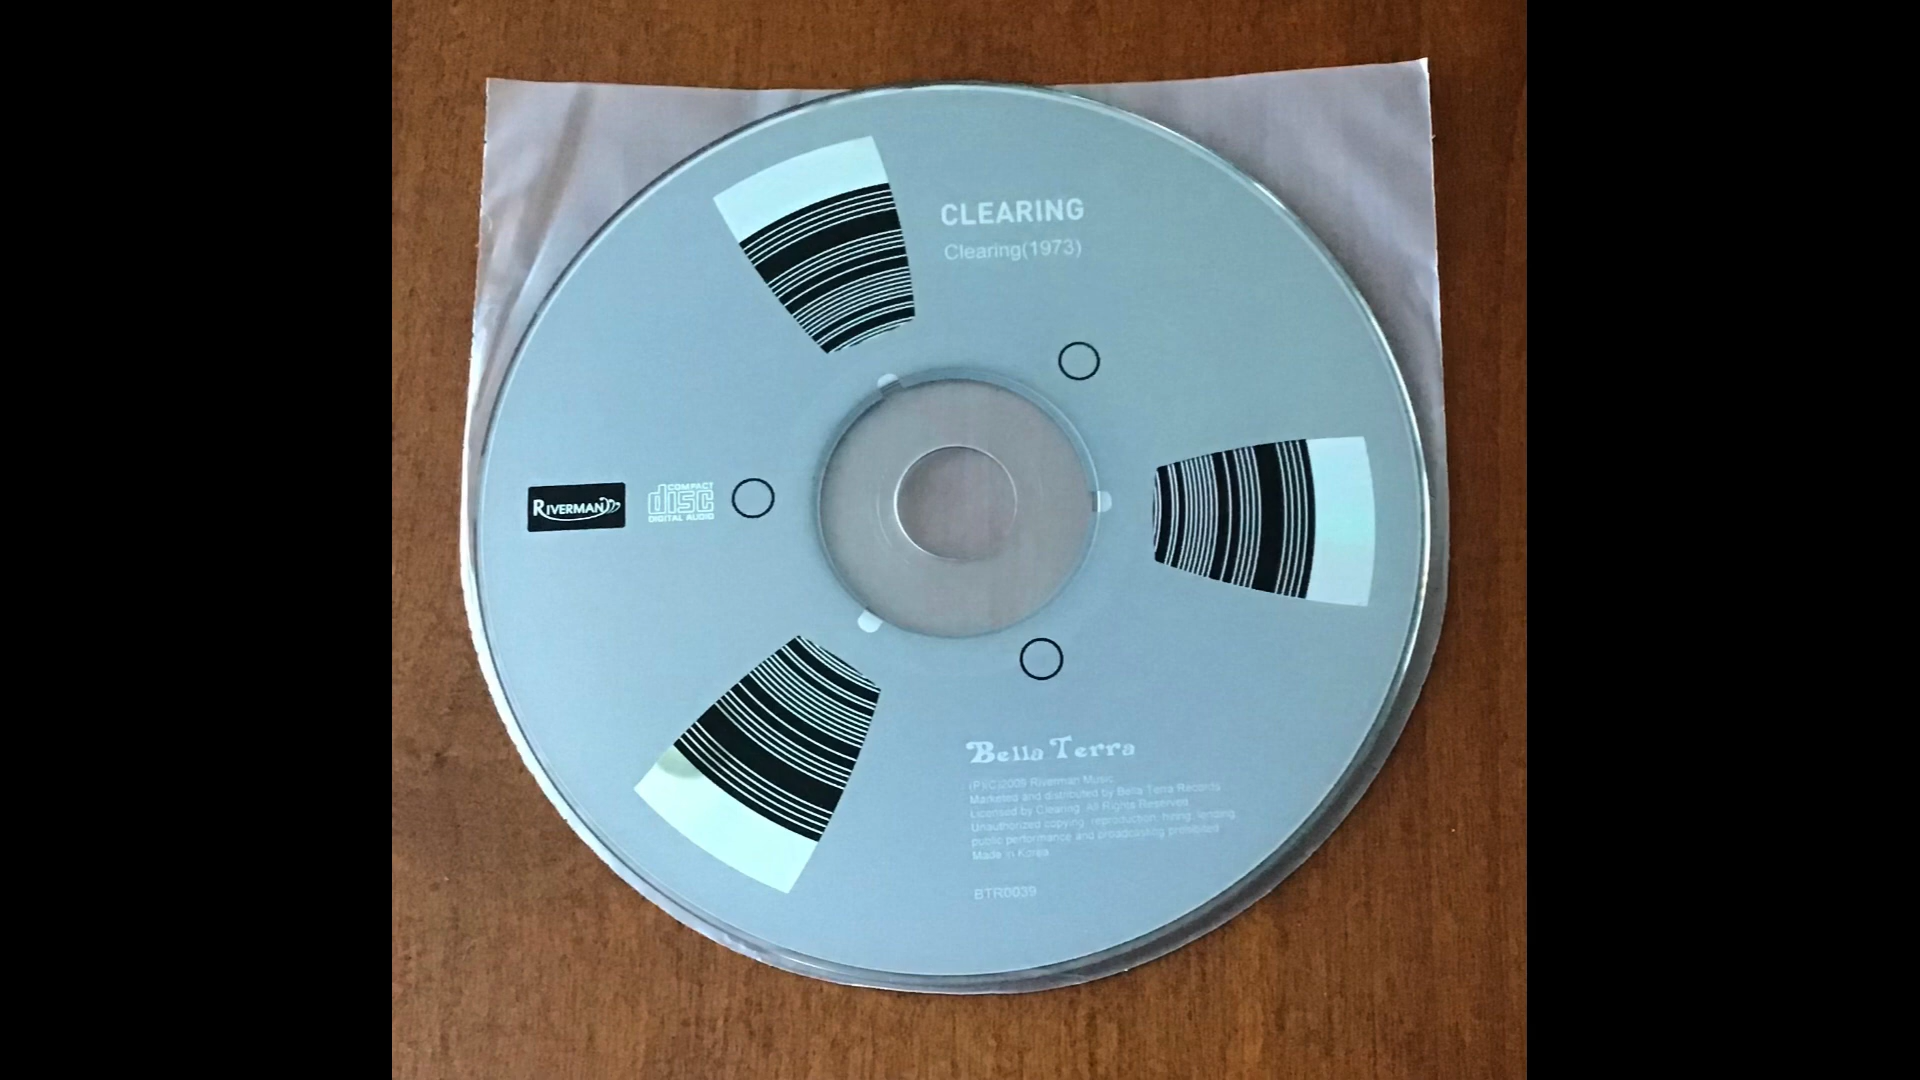 CLEARING
Clearing(1973)
RIVERMAN
COMPACT
disc
DIGITAL AUDIO
Bella Terra
(P)(C)2009 Riverman Music.
Marketed and distributed by Bella Terra Records
Licensed by Clearing. All Rights Reserved.
Unauthorized copying, reproduction, hiring, lending,
public performance and broadcasting prohibited
Made in Korea
BTR0039